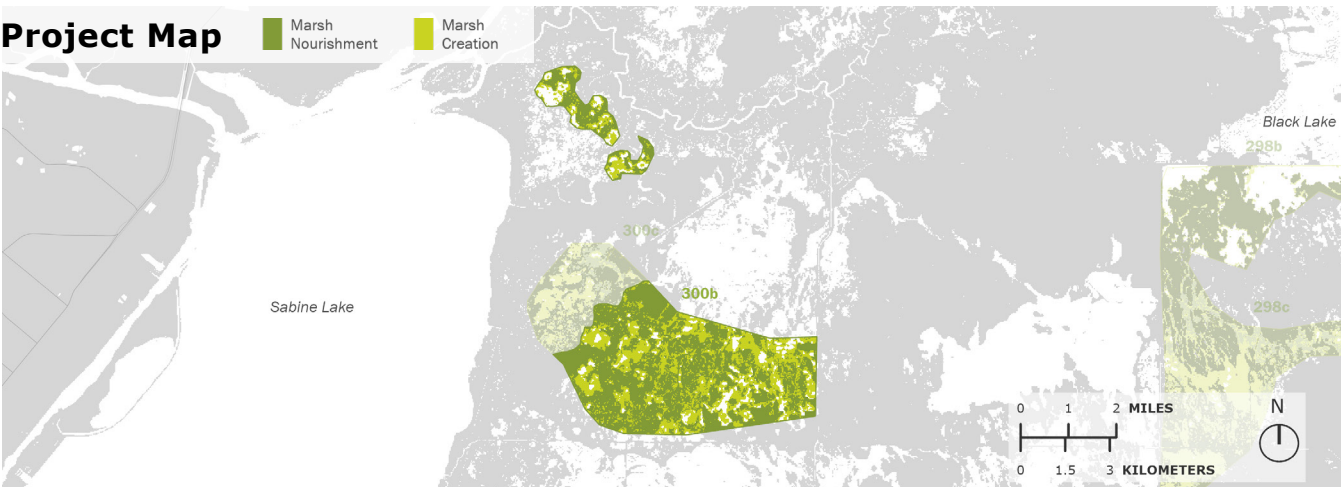 Project Map
Marsh
Nourishment
Marsh
Creation
Black Lake
298b
300c
300b
298c
Sabine Lake
0 1 2 MILES
N
0 1.5 3 KILOMETERS